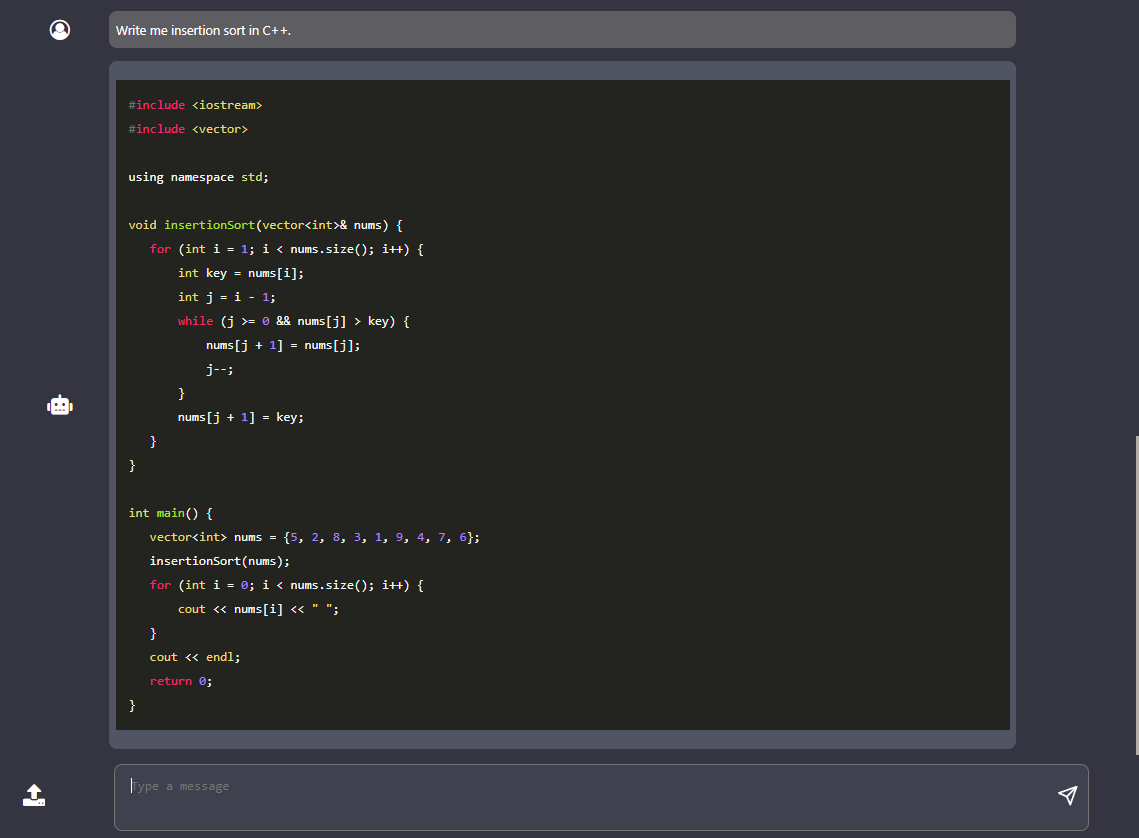 Write me insertion sort in C++.
#include <iostream>
#include <vector>
using namespace std;
void insertionSort(vector<int>& nums) {
   for (int i = 1; i < nums.size(); i++) {
       int key = nums[i];
       int j = i - 1;
       while (j >= 0 && nums[j] > key) {
           nums[j + 1] = nums[j];
           j--;
       }
       nums[j + 1] = key;
   }
}
int main() {
   vector<int> nums = {5, 2, 8, 3, 1, 9, 4, 7, 6};
   insertionSort(nums);
   for (int i = 0; i < nums.size(); i++) {
       cout << nums[i] << " ";
   }
   cout << endl;
   return 0;
}
Type a message